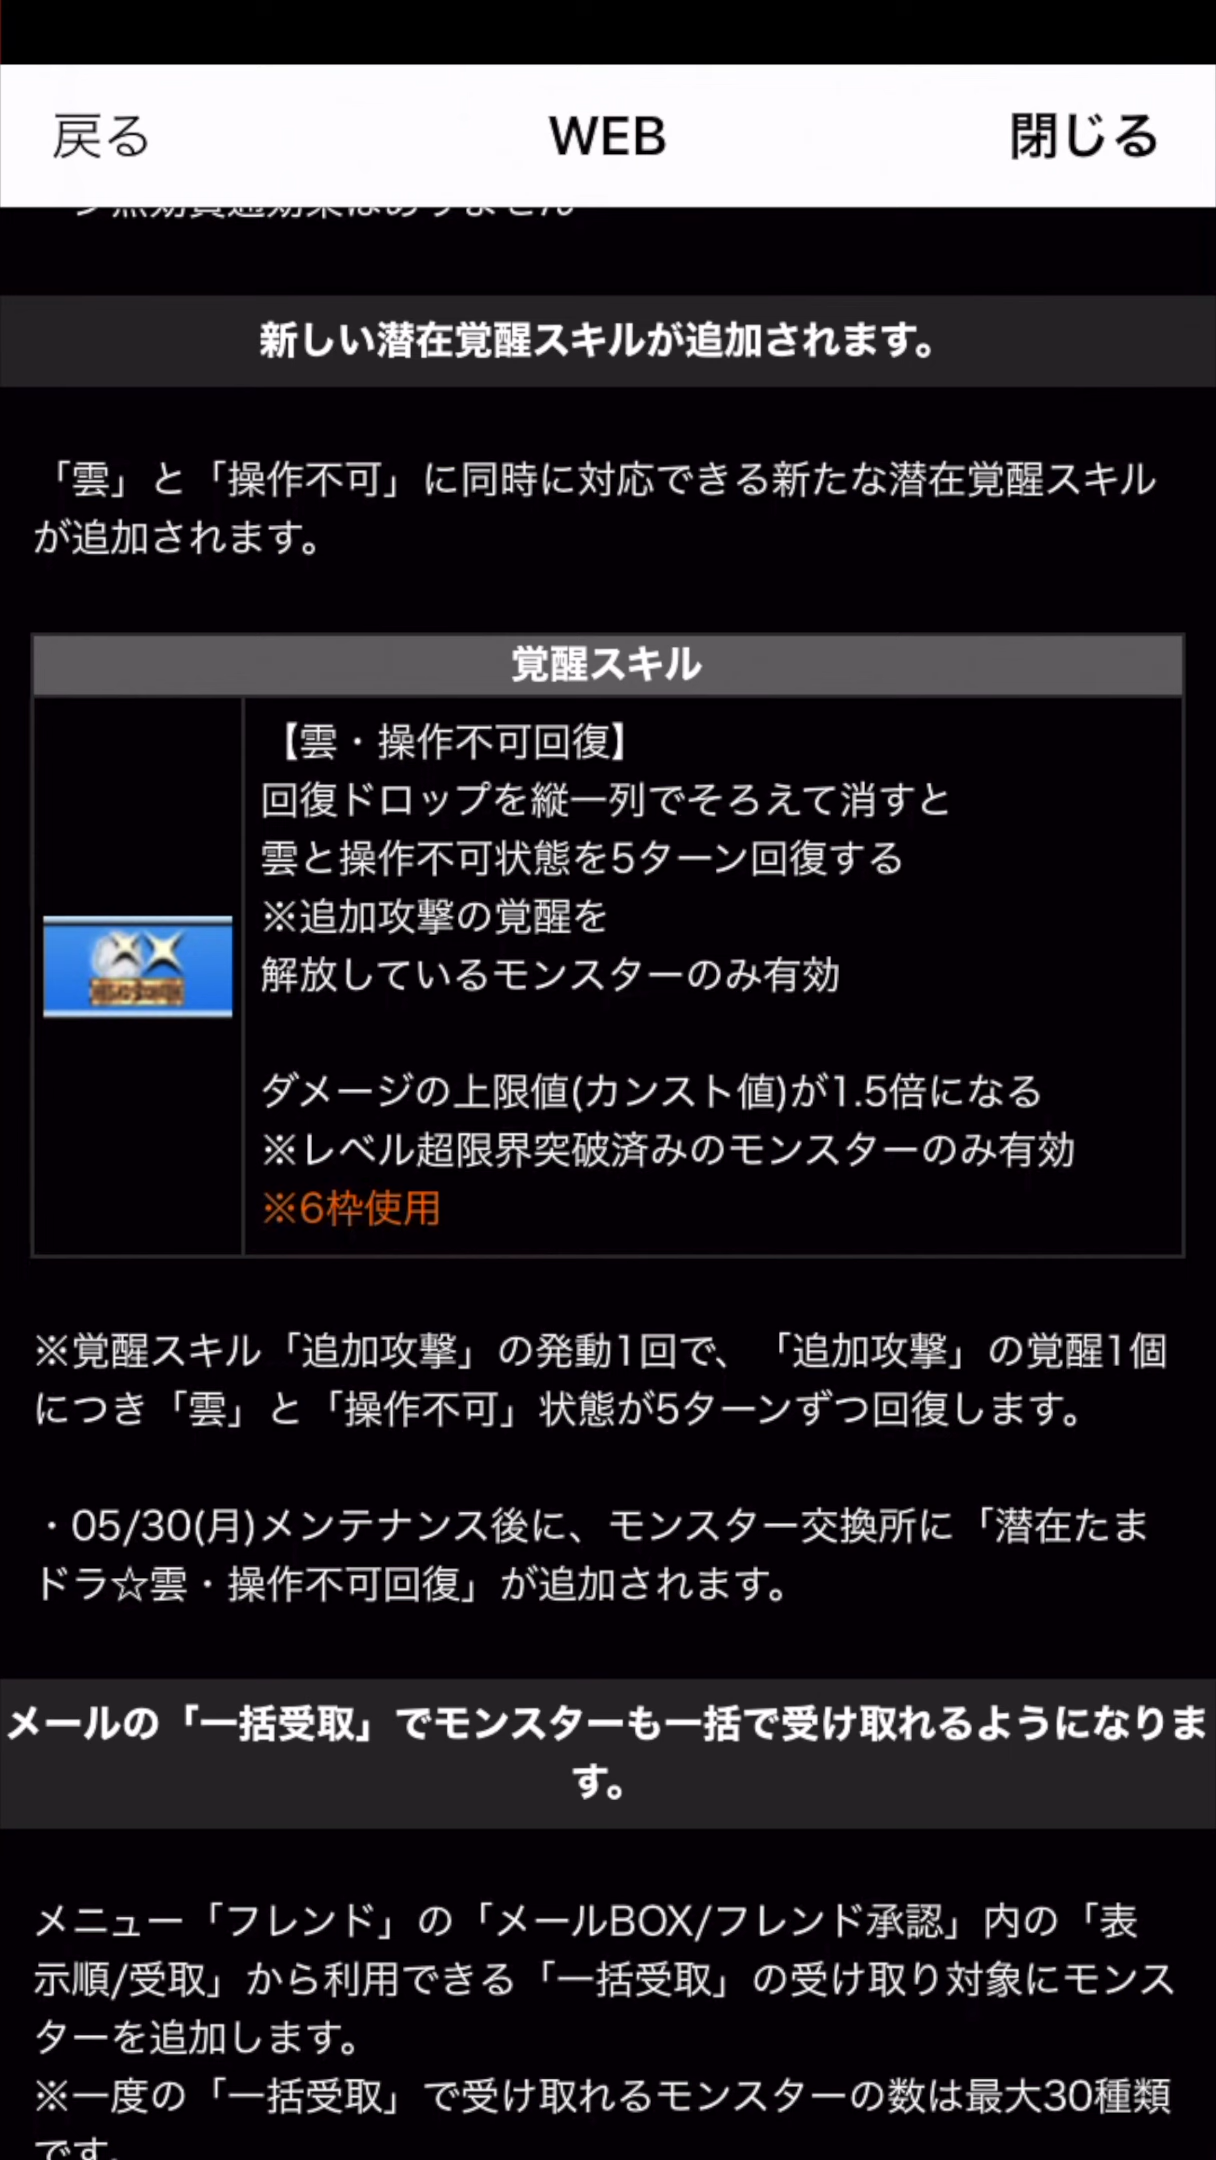 戻る WEB 閉じる
新しい潜在覚醒スキルが追加されます。
「雲」と「操作不可」に同時に対応できる新たな潜在覚醒スキル
が追加されます。
覚醒スキル
【雲・操作不可回復】
回復ドロップを縦一列でそろえて消すと
雲と操作不可状態を5ターン回復する
※追加攻撃の覚醒を
解放しているモンスターのみ有効
ダメージの上限値(カンスト値)が1.5倍になる
※レベル超限界突破済みのモンスターのみ有効
※6枠使用
※覚醒スキル「追加攻撃」の発動1回で、「追加攻撃」の覚醒1個
につき「雲」と「操作不可」状態が5ターンずつ回復します。
・05/30(月)メンテナンス後に、モンスター交換所に「潜在たま
ドラ☆雲・操作不可回復」が追加されます。
メールの「一括受取」でモンスターも一括で受け取れるようになりま
す。
メニュー「フレンド」の「メールBOX/フレンド承認」内の「表
示順/受取」から利用できる「一括受取」の受け取り対象にモンス
ターを追加します。
※一度の「一括受取」で受け取れるモンスターの数は最大30種類
です。